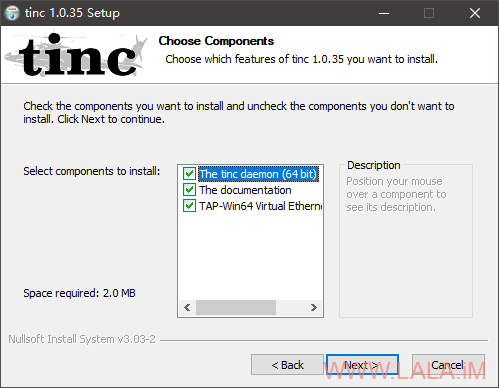 tinc 1.0.35 Setup
tinc
Choose Components
Choose which features of tinc 1.0.35 you want to install.
Check the components you want to install and uncheck the components you don't want to
install. Click Next to continue.
Select components to install:
The tinc daemon (64 bit)
The documentation
TAP-Win64 Virtual Etherne
Description
Position your mouse
over a component to
see its description.
Space required: 2.0 MB
Nullsoft Install System v3.03-2
< Back
Next >
Cancel
WWW.LALA.IM